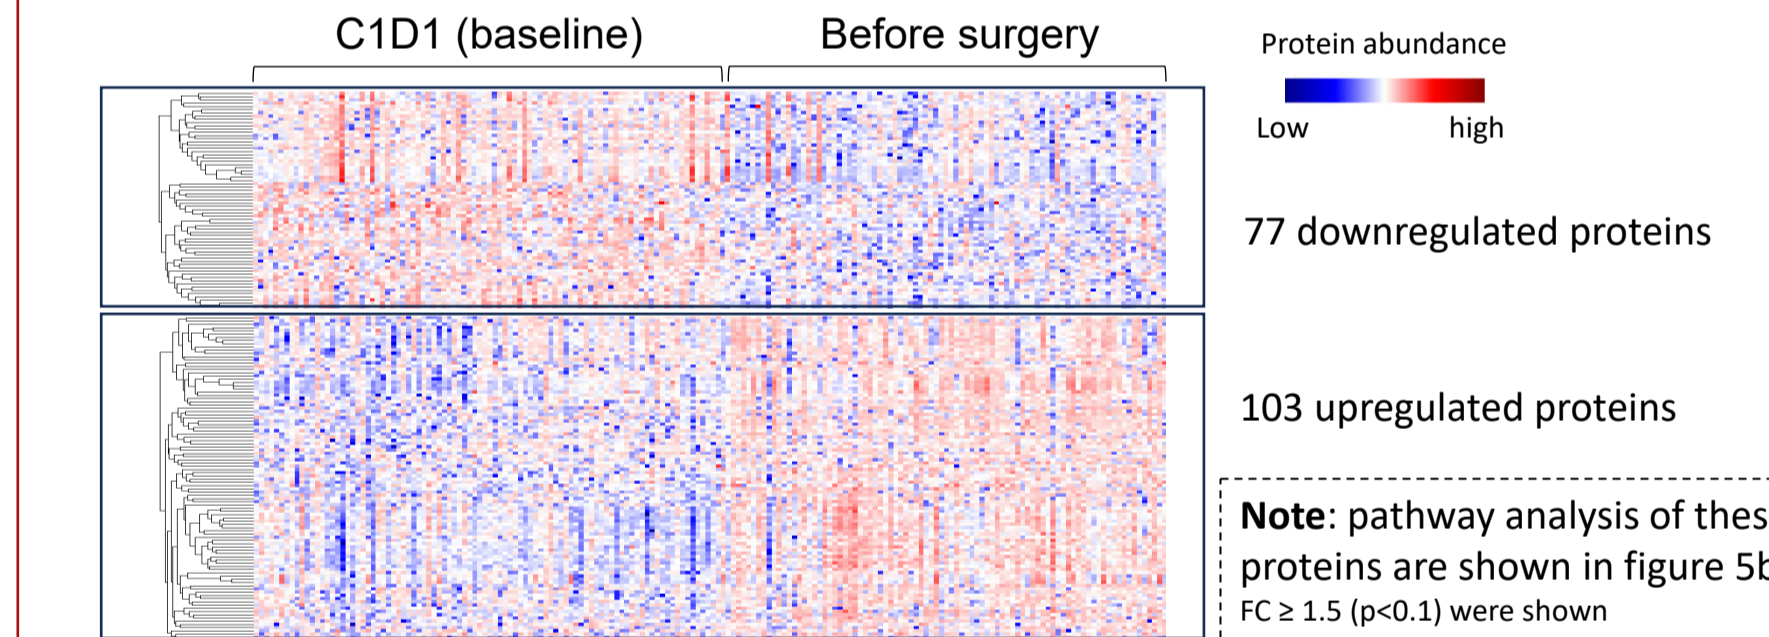 C1D1 (baseline) Before surgery
Protein abundance
Low high
77 downregulated proteins
103 upregulated proteins
Note: pathway analysis of thes
proteins are shown in figure 5b
FC ≥ 1.5 (p<0.1) were shown